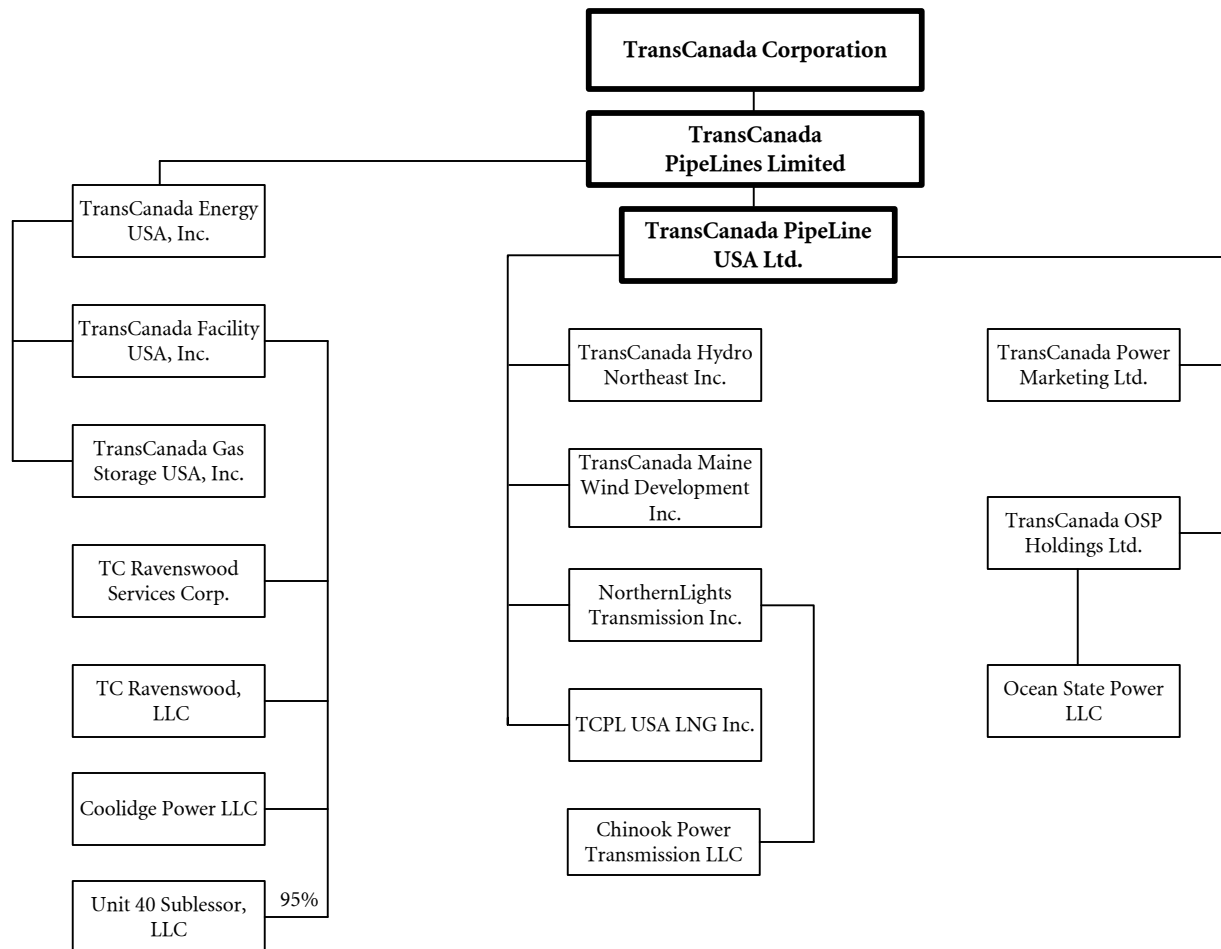 TransCanada Corporation
TransCanada
PipeLines Limited
TransCanada PipeLine
USA Ltd.
TransCanada Energy
USA, Inc.
TransCanada Facility
USA, Inc.
TransCanada Gas
Storage USA, Inc.
TC Ravenswood
Services Corp.
TC Ravenswood,
LLC
Coolidge Power LLC
Unit 40 Sublessor,
LLC
95%
TransCanada Hydro
Northeast Inc.
TransCanada Maine
Wind Development
Inc.
NorthernLights
Transmission Inc.
TCPL USA LNG Inc.
Chinook Power
Transmission LLC
TransCanada Power
Marketing Ltd.
TransCanada OSP
Holdings Ltd.
Ocean State Power
LLC